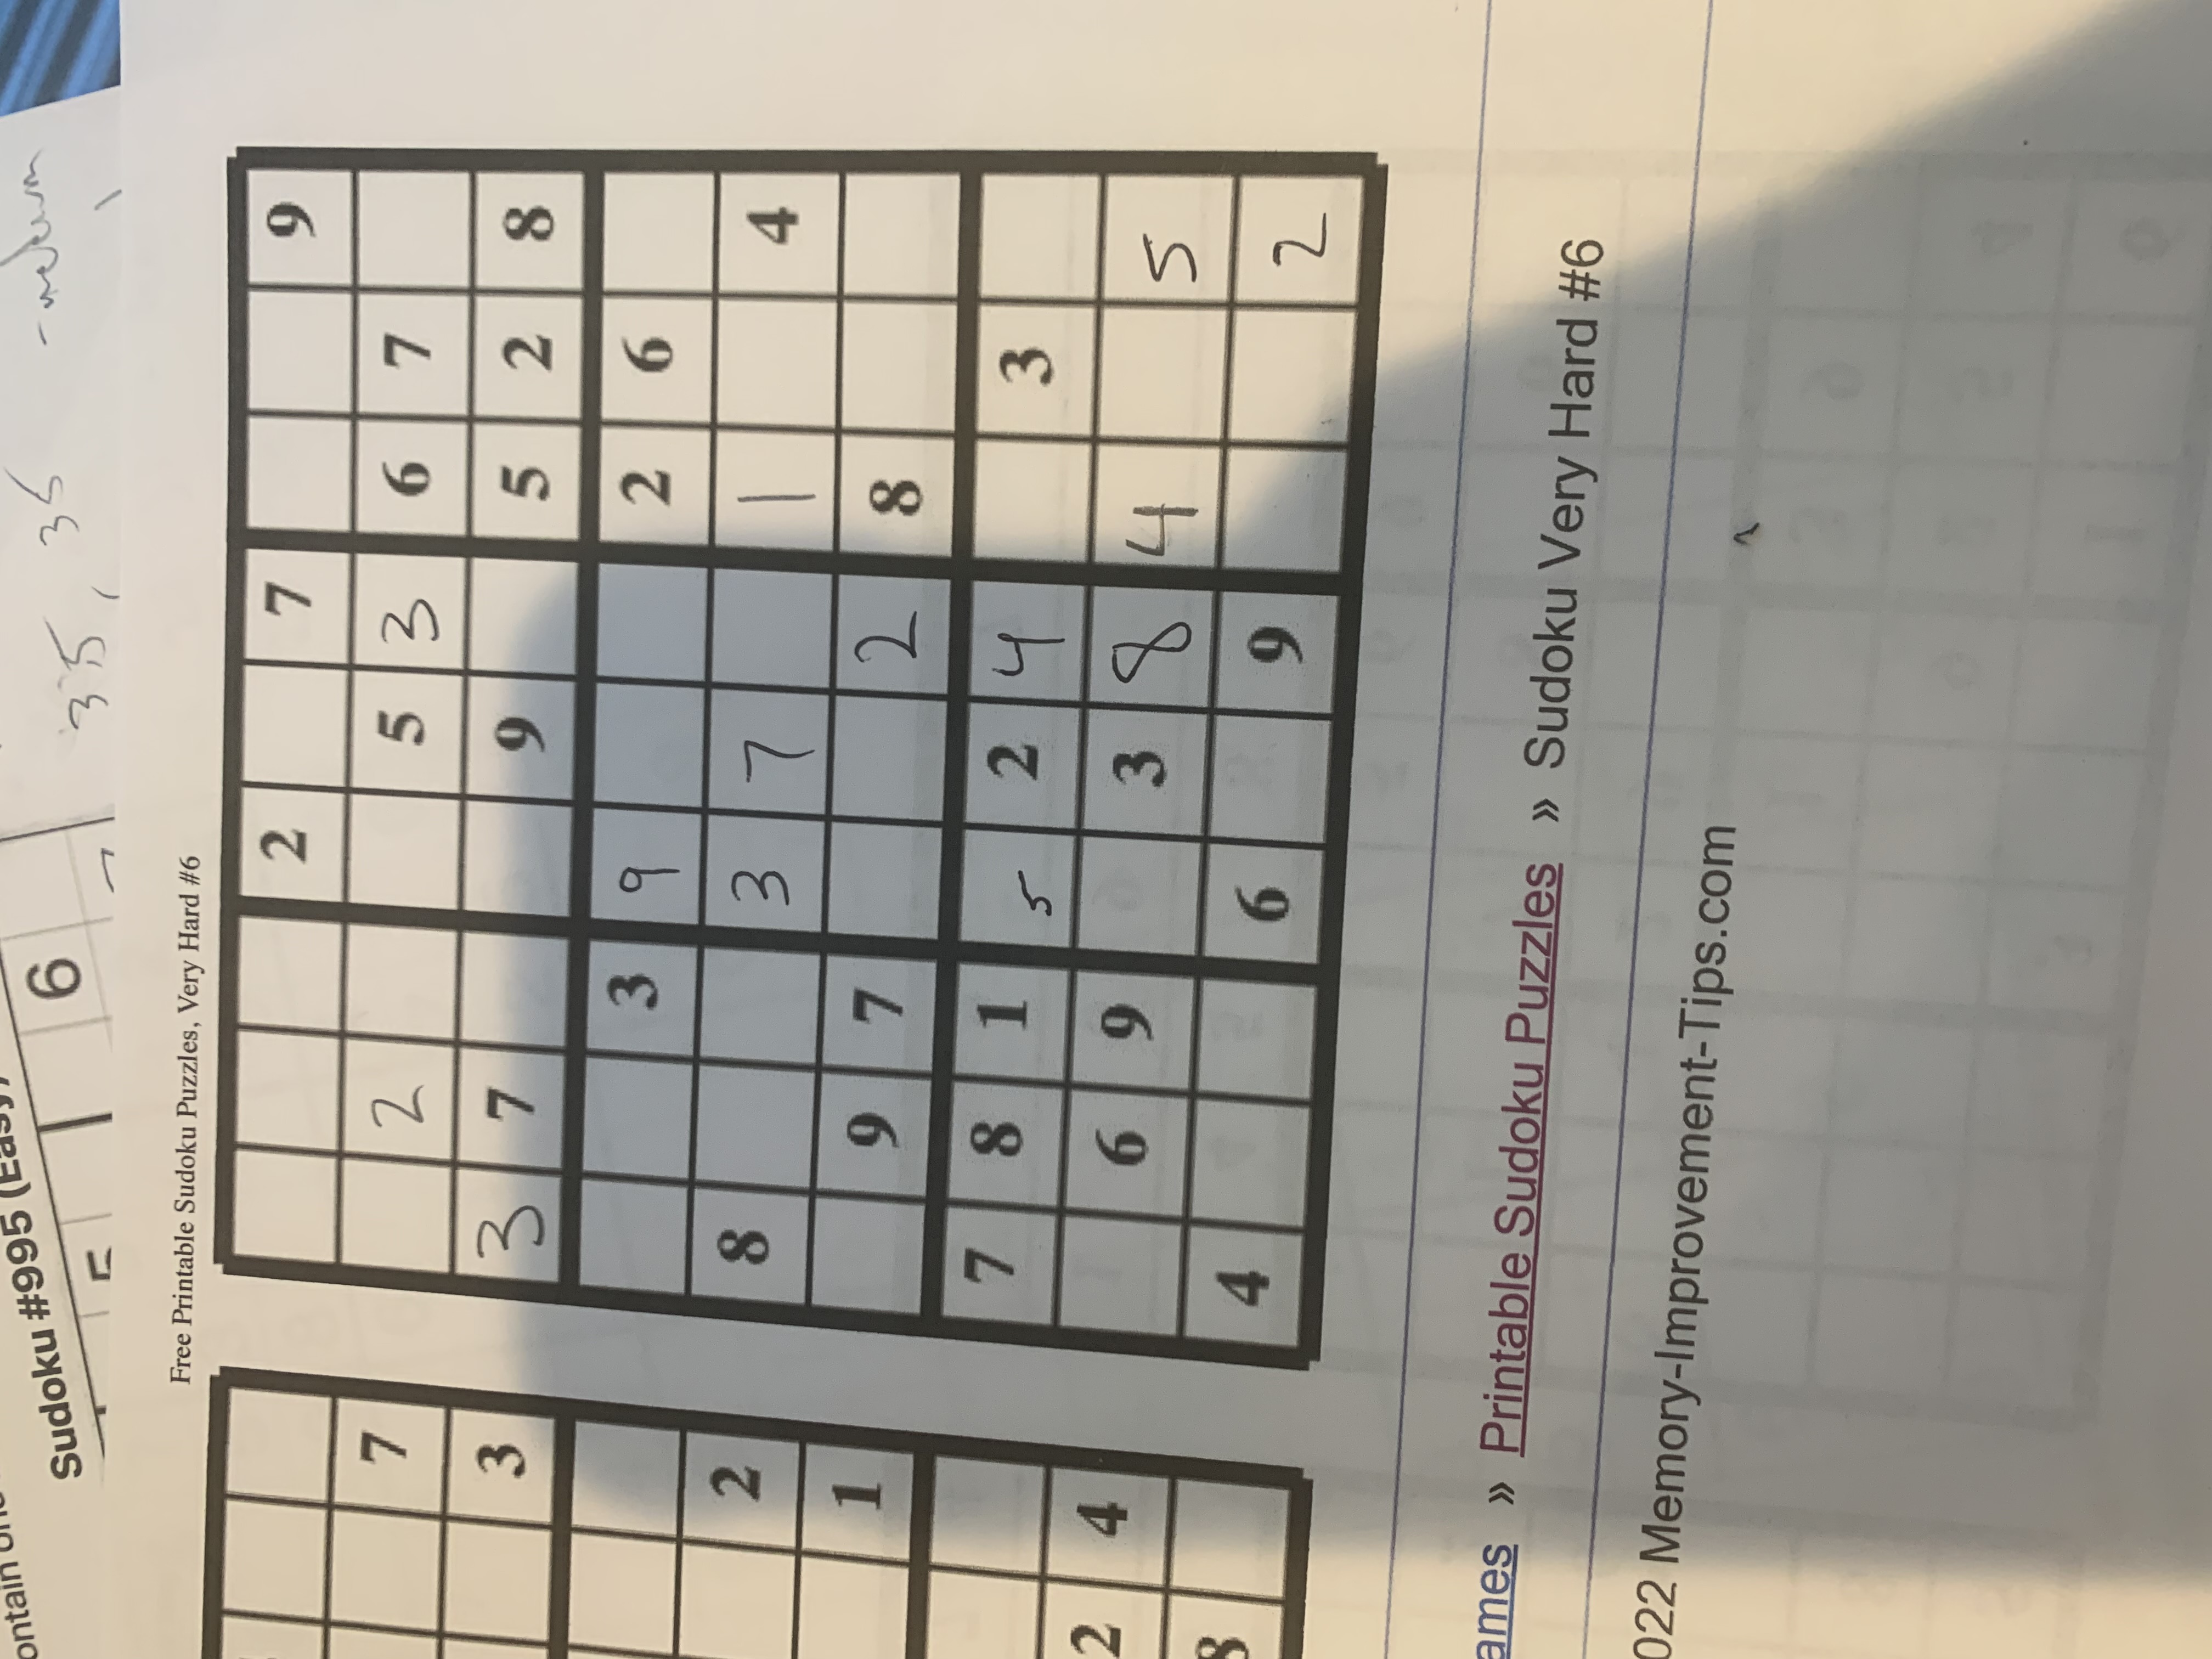 ontain
Sudoku #995 (Easy)
6
5
35, 35 -medium
Free Printable Sudoku Puzzles, Very Hard #6
2 7 9
7 2 5 3 6 7
3 3 7 9 5 2 8
3 9 2 6
2 8 3 7 1 4
1 9 7 2 8
7 8 1 5 2 4 3
2 4 6 9 3 8 4 5
8 4 6 9 2
ames » Printable Sudoku Puzzles » Sudoku Very Hard #6
022 Memory-Improvement-Tips.com